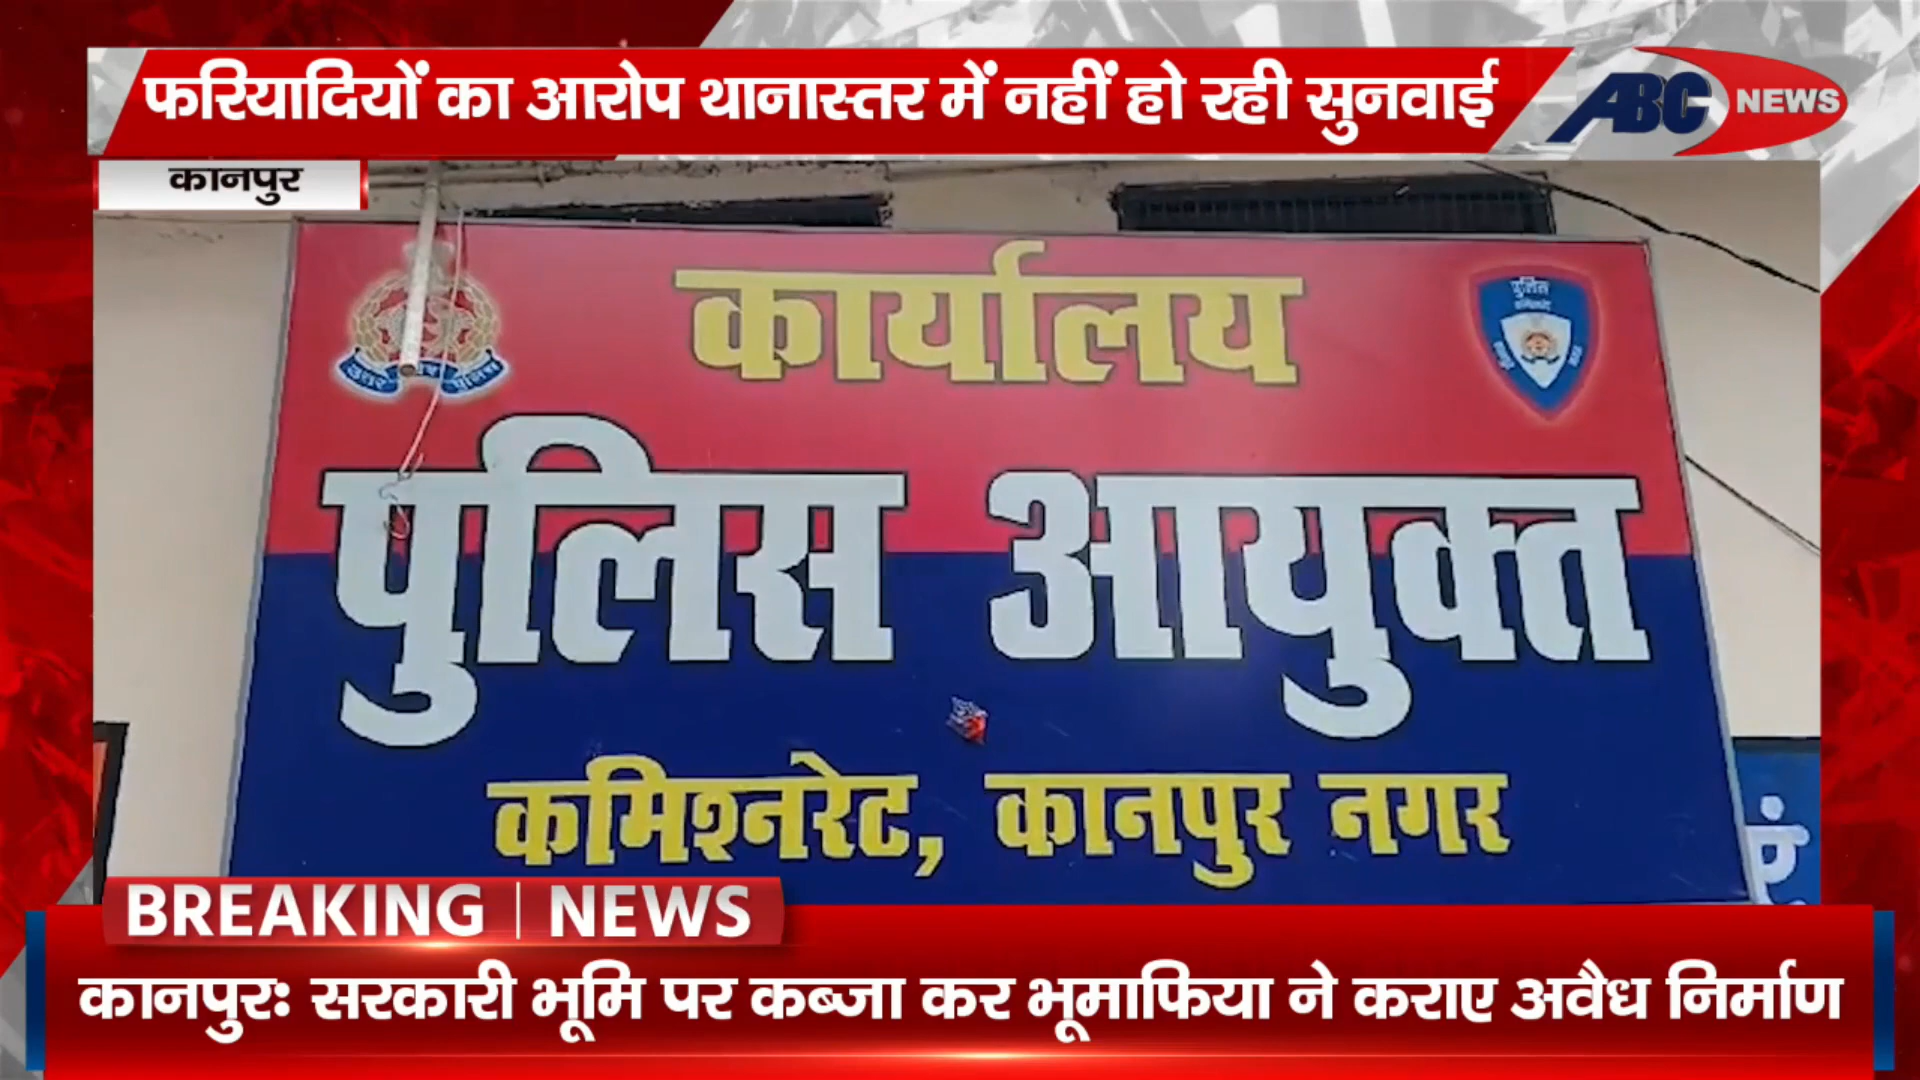 फरियादियों का आरोप थानास्तर में नहीं हो रही सुनवाई
ABC NEWS
कानपुर
कार्यालय
पुलिस
पुलिस आयुक्त
कमिश्नरेट, कानपुर नगर
BREAKING | NEWS
कानपुरः सरकारी भूमि पर कब्जा कर भूमाफिया ने कराए अवैध निर्माण